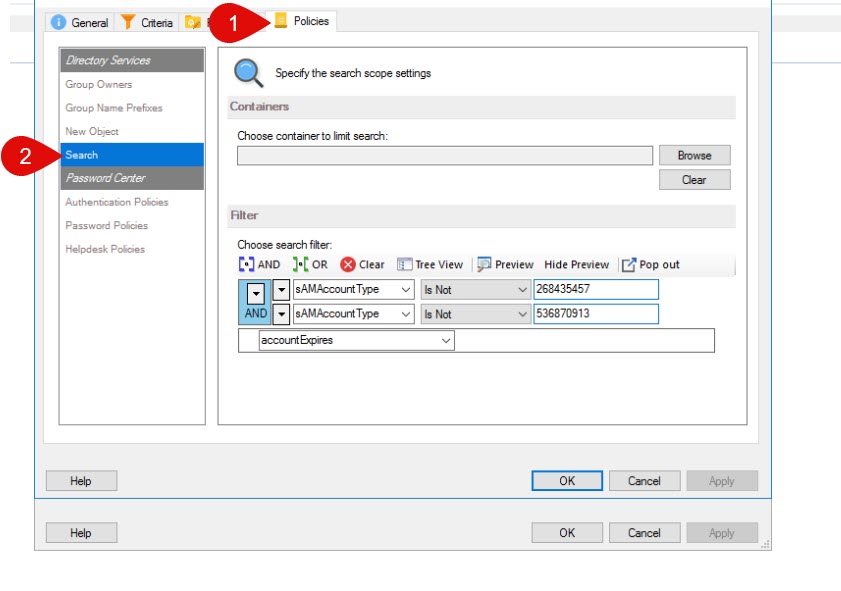 General Criteria 1 Policies
Directory Services
Group Owners
Group Name Prefixes
New Object
2 Search
Password Center
Authentication Policies
Password Policies
Helpdesk Policies
Specify the search scope settings
Containers
Choose container to limit search:
Browse
Clear
Filter
Choose search filter:
AND OR Clear Tree View Preview Hide Preview Pop out
sAMAccountType Is Not 268435457
AND sAMAccountType Is Not 536870913
accountExpires
Help OK Cancel Apply
Help OK Cancel Apply